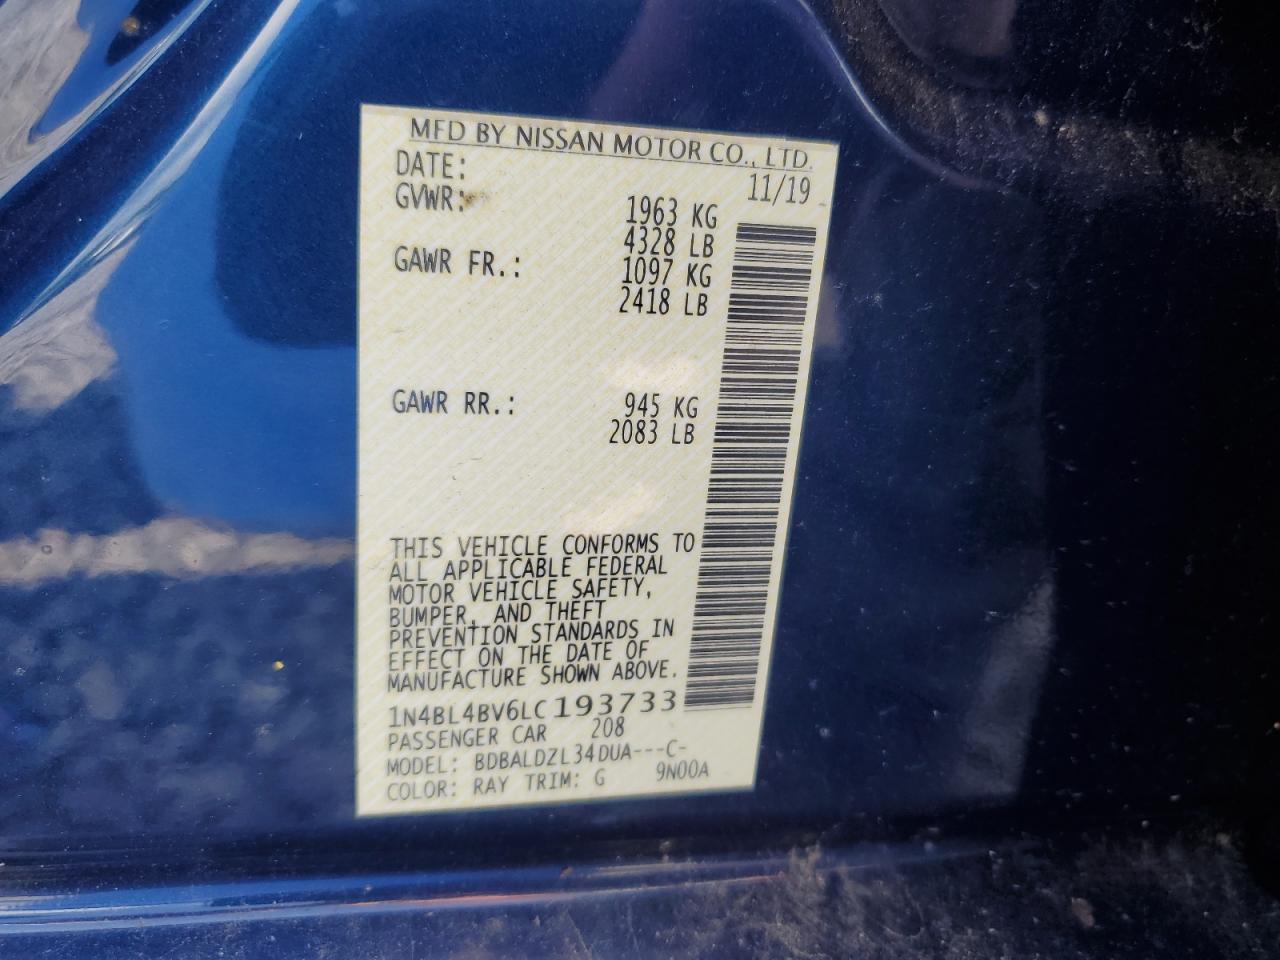 MFD BY NISSAN MOTOR CO., LTD.
DATE: 11/19
GVWR: 1963 KG
4328 LB
GAWR FR.: 1097 KG
2418 LB
GAWR RR.: 945 KG
2083 LB
THIS VEHICLE CONFORMS TO
ALL APPLICABLE FEDERAL
MOTOR VEHICLE SAFETY,
BUMPER, AND THEFT
PREVENTION STANDARDS IN
EFFECT ON THE DATE OF
MANUFACTURE SHOWN ABOVE.
1N4BL4BV6LC193733
PASSENGER CAR 208
MODEL: BDBALDZL34DUA---C-
COLOR: RAY TRIM: G 9N00A